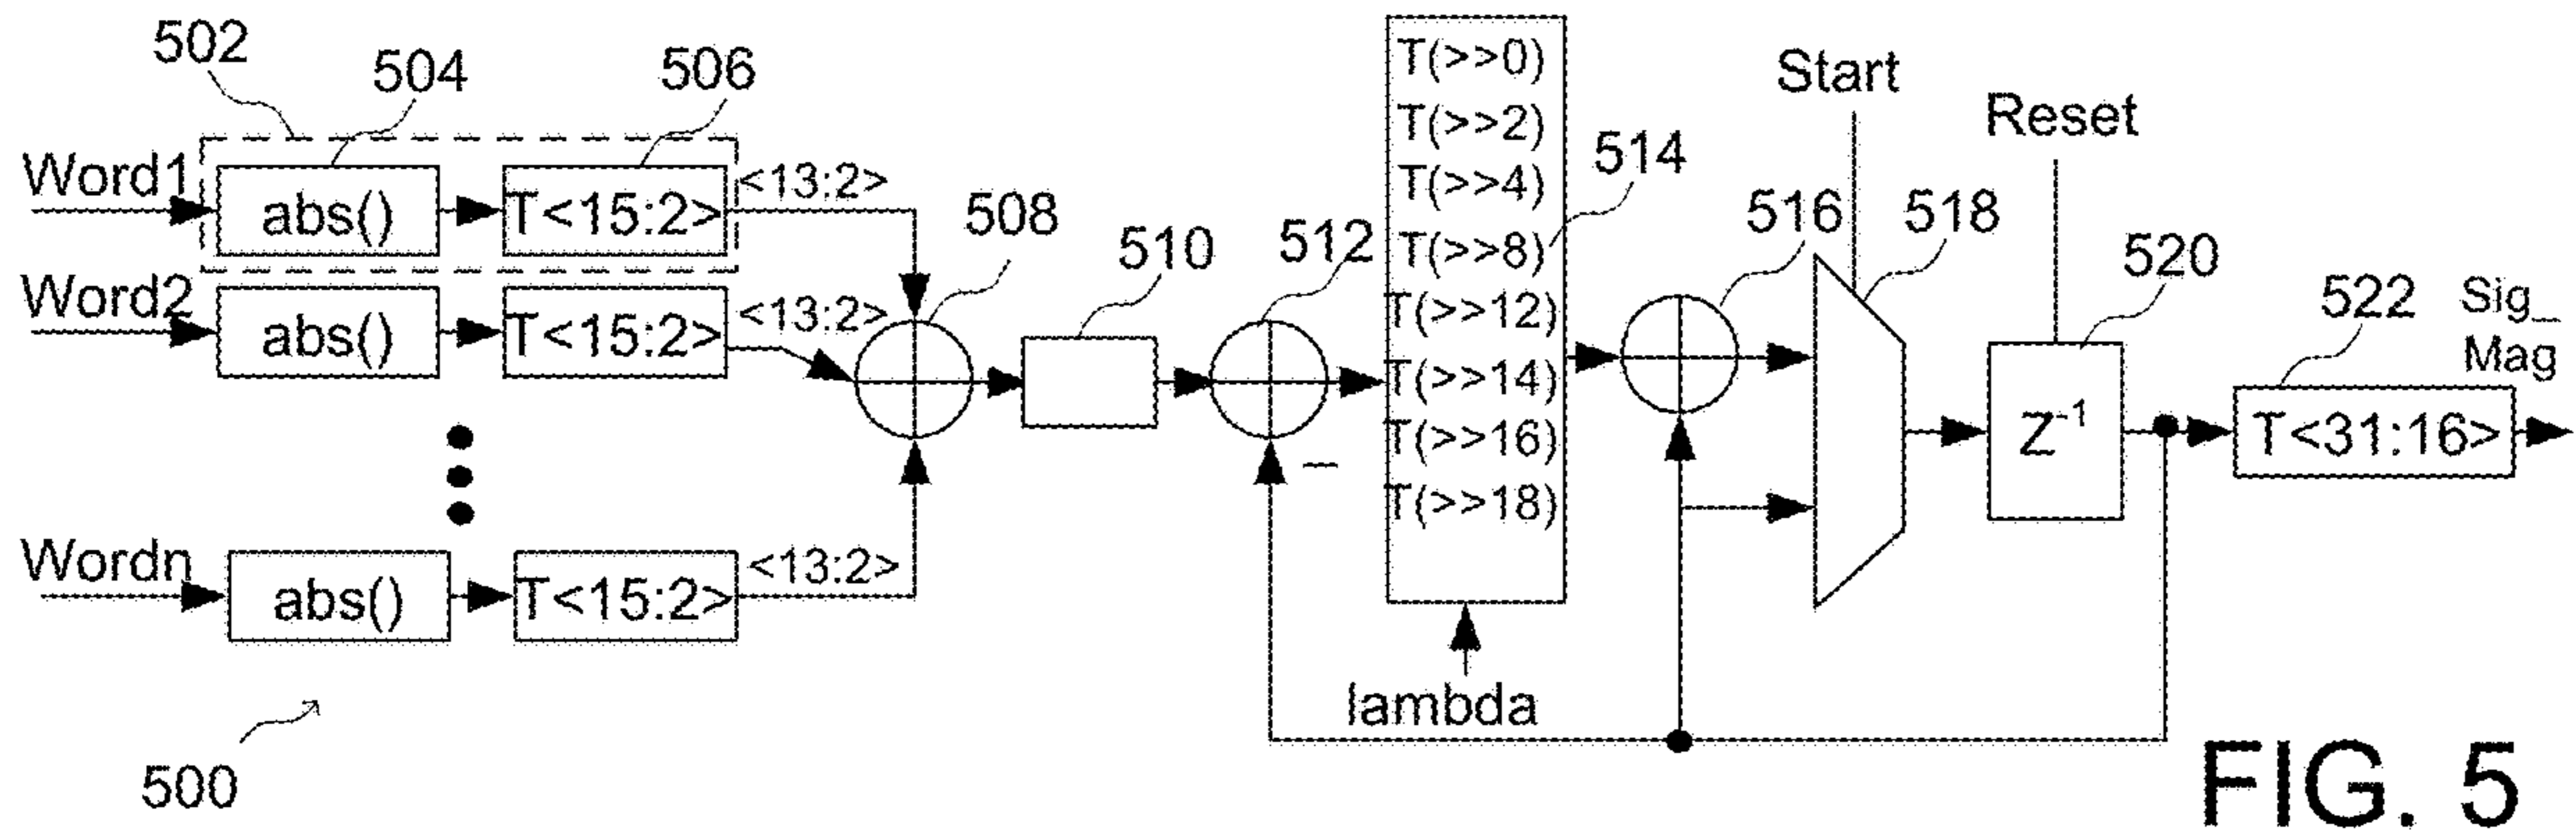 502
504
506
Word1
abs()
T<15:2>
<13:2>
508
510
512
T(>>0)
T(>>2)
T(>>4)
T(>>8)
T(>>12)
T(>>14)
T(>>16)
T(>>18)
514
lambda
Start
516
518
Reset
520
Z-1
522
Sig_
Mag
T<31:16>
Word2
abs()
T<15:2>
<13:2>
−
Wordn
abs()
T<15:2>
<13:2>
500
FIG. 5